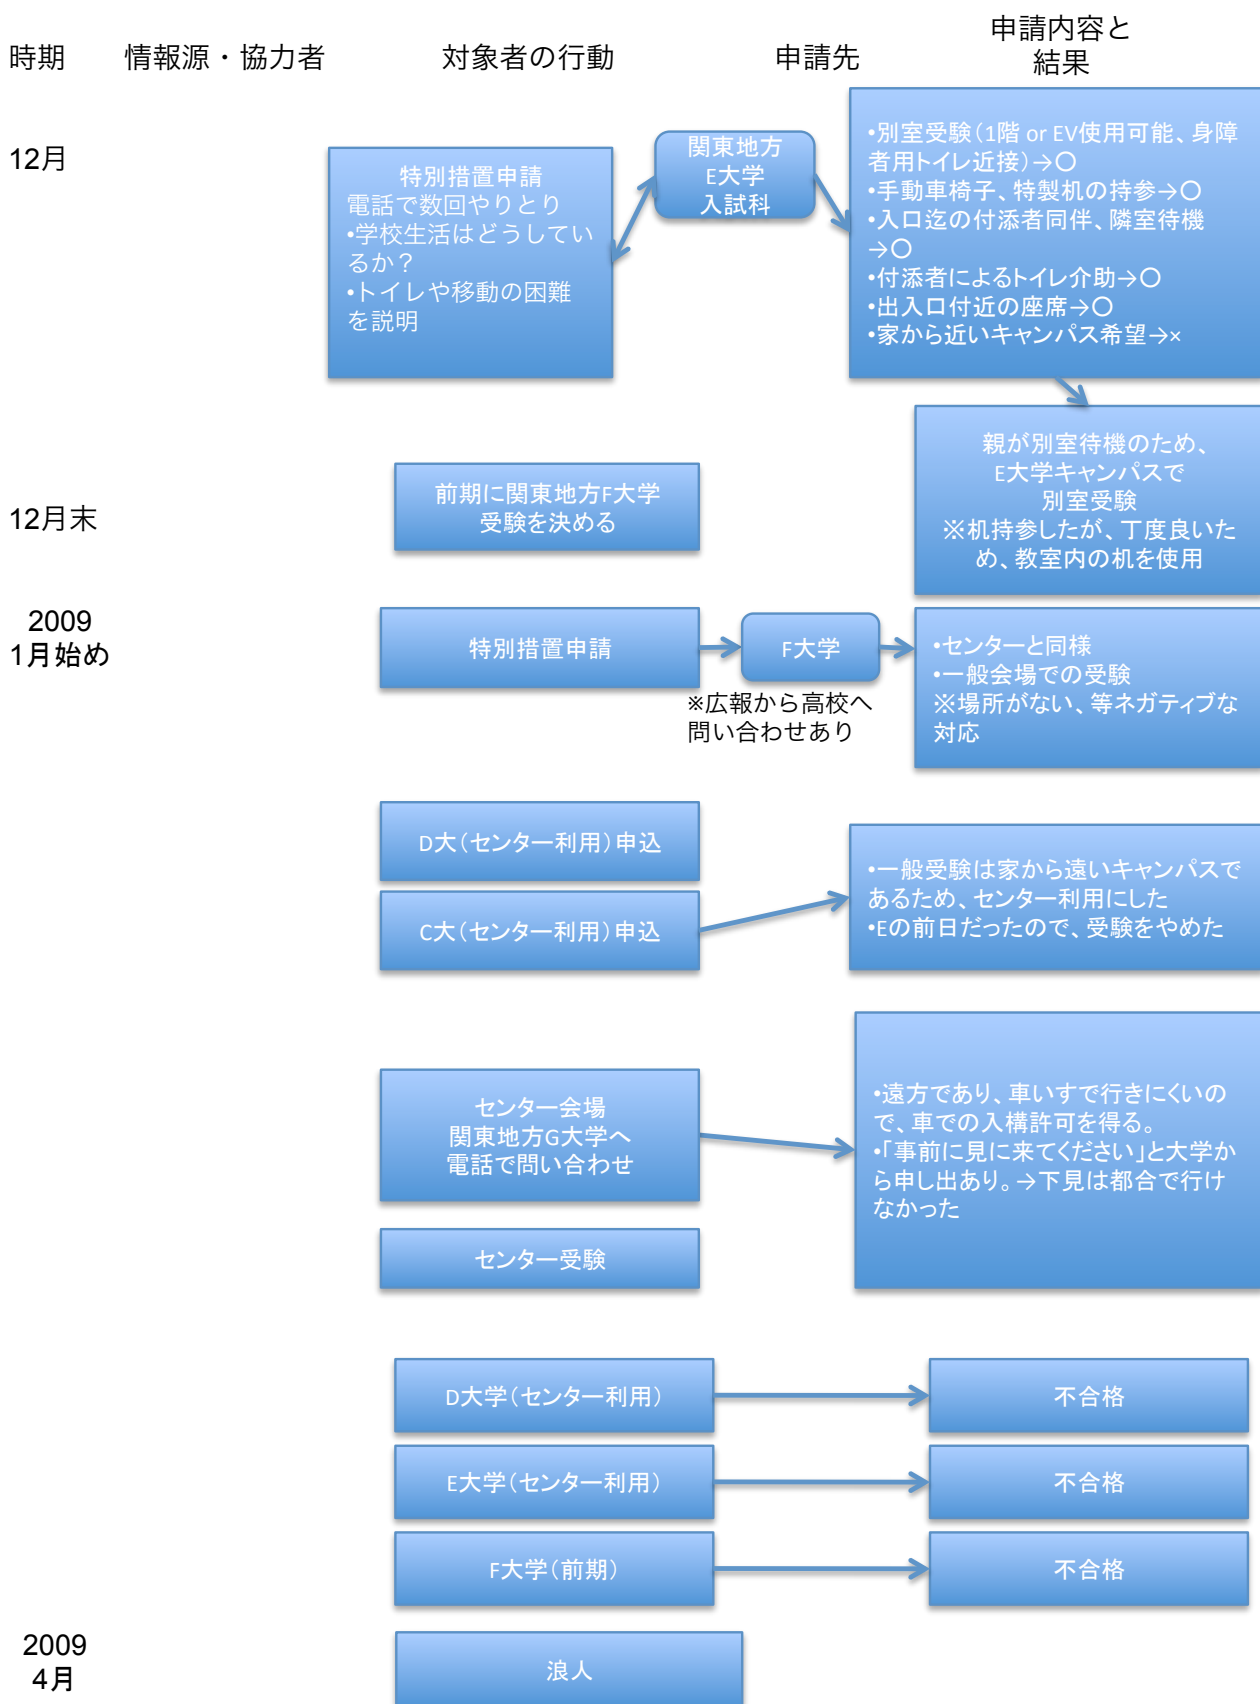 時期
情報源・協力者
対象者の行動
申請先
申請内容と
結果
12月
特別措置申請
電話で数回やりとり
•学校生活はどうしてい
るか？
•トイレや移動の困難
を説明
関東地方
E大学
入試科
•別室受験（1階 or EV使用可能、身障
者用トイレ近接）→○
•手動車椅子、特製机の持参→○
•入口迄の付添者同伴、隣室待機
→○
•付添者によるトイレ介助→○
•出入口付近の座席→○
•家から近いキャンパス希望→×
親が別室待機のため、
E大学キャンパスで
別室受験
※机持参したが、丁度良いた
め、教室内の机を使用
12月末
前期に関東地方F大学
受験を決める
2009
1月始め
特別措置申請
F大学
※広報から高校へ
問い合わせあり
•センターと同様
•一般会場での受験
※場所がない、等ネガティブな
対応
D大（センター利用）申込
C大（センター利用）申込
•一般受験は家から遠いキャンパスで
あるため、センター利用にした
•Eの前日だったので、受験をやめた
センター会場
関東地方G大学へ
電話で問い合わせ
•遠方であり、車いすで行きにくいの
で、車での入構許可を得る。
•「事前に見に来てください」と大学か
ら申し出あり。→下見は都合で行け
なかった
センター受験
D大学（センター利用）
不合格
E大学（センター利用）
不合格
F大学（前期）
不合格
2009
4月
浪人